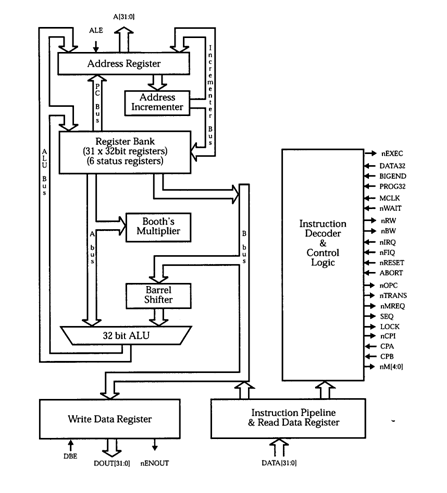 A[31:0]
ALE
Address Register
PC Bus
Incrementer Bus
Address
Incrementer
Register Bank
(31 x 32bit registers)
(6 status registers)
ALU Bus
A bus
B bus
Booth's
Multiplier
Barrel
Shifter
32 bit ALU
Instruction
Decoder
&
Control
Logic
nEXEC
DATA32
BIGEND
PROG32
MCLK
nWAIT
nRW
nBW
nIRQ
nFIQ
nRESET
ABORT
nOPC
nTRANS
nMREQ
SEQ
LOCK
nCPI
CPA
CPB
nM[4:0]
Write Data Register
Instruction Pipeline
& Read Data Register
DBE
DOUT[31:0]
nENOUT
DATA[31:0]